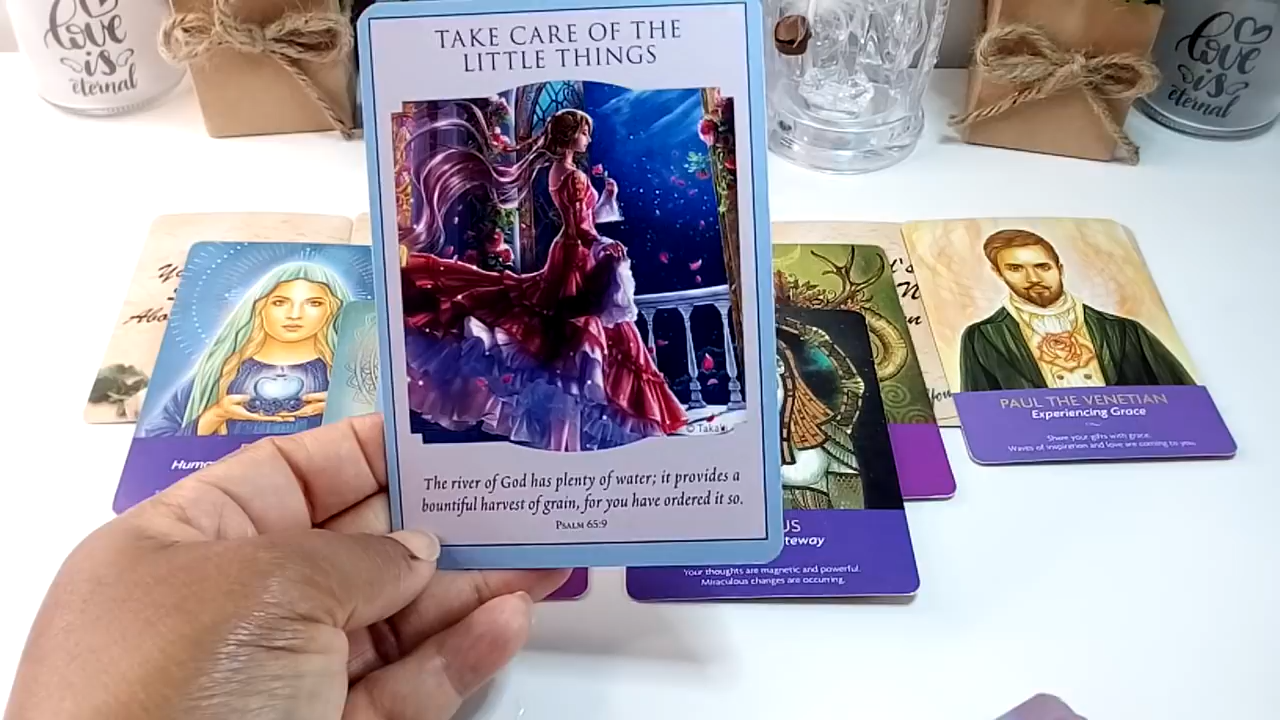 love
is
eternal
love
is
eternal
TAKE CARE OF THE
LITTLE THINGS
© Takaki
The river of God has plenty of water; it provides a
bountiful harvest of grain, for you have ordered it so.
PSALM 65:9
PAUL THE VENETIAN
Experiencing Grace
Share your gifts with grace.
Waves of inspiration and love are coming to you.
Your thoughts are magnetic and powerful.
Miraculous changes are occurring.